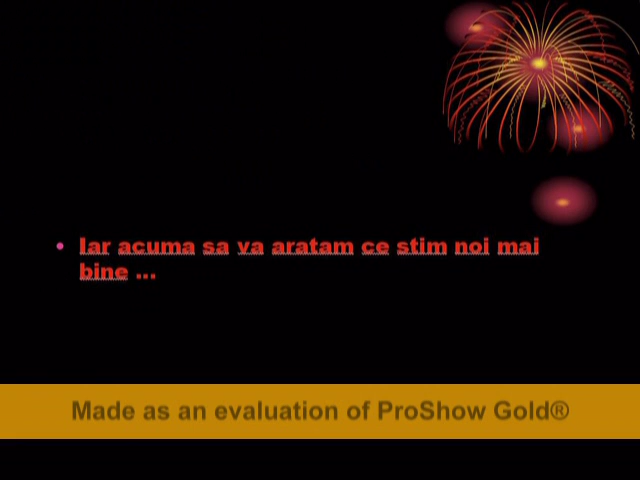 • Iar acuma sa va aratam ce stim noi mai
bine ...
Made as an evaluation of ProShow Gold®